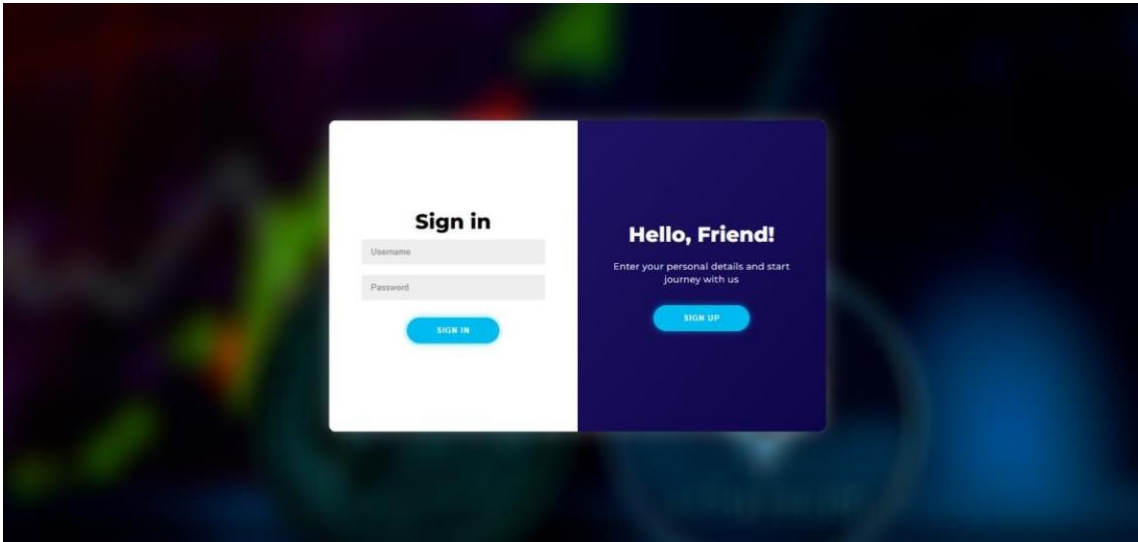 Sign in
Username
Password
SIGN IN
Hello, Friend!
Enter your personal details and start
journey with us
SIGN UP